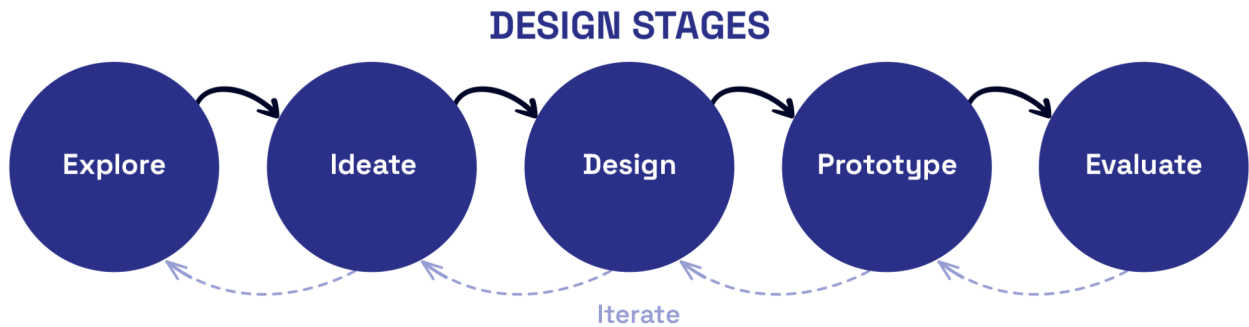 DESIGN STAGES
Explore
Ideate
Design
Prototype
Evaluate
Iterate